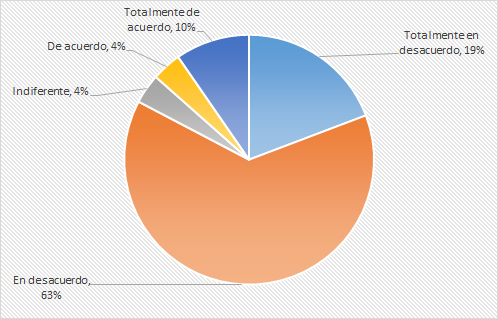 Totalmente de
acuerdo, 10%
Totalmente en
desacuerdo, 19%
De acuerdo, 4%
Indiferente, 4%
En desacuerdo,
63%